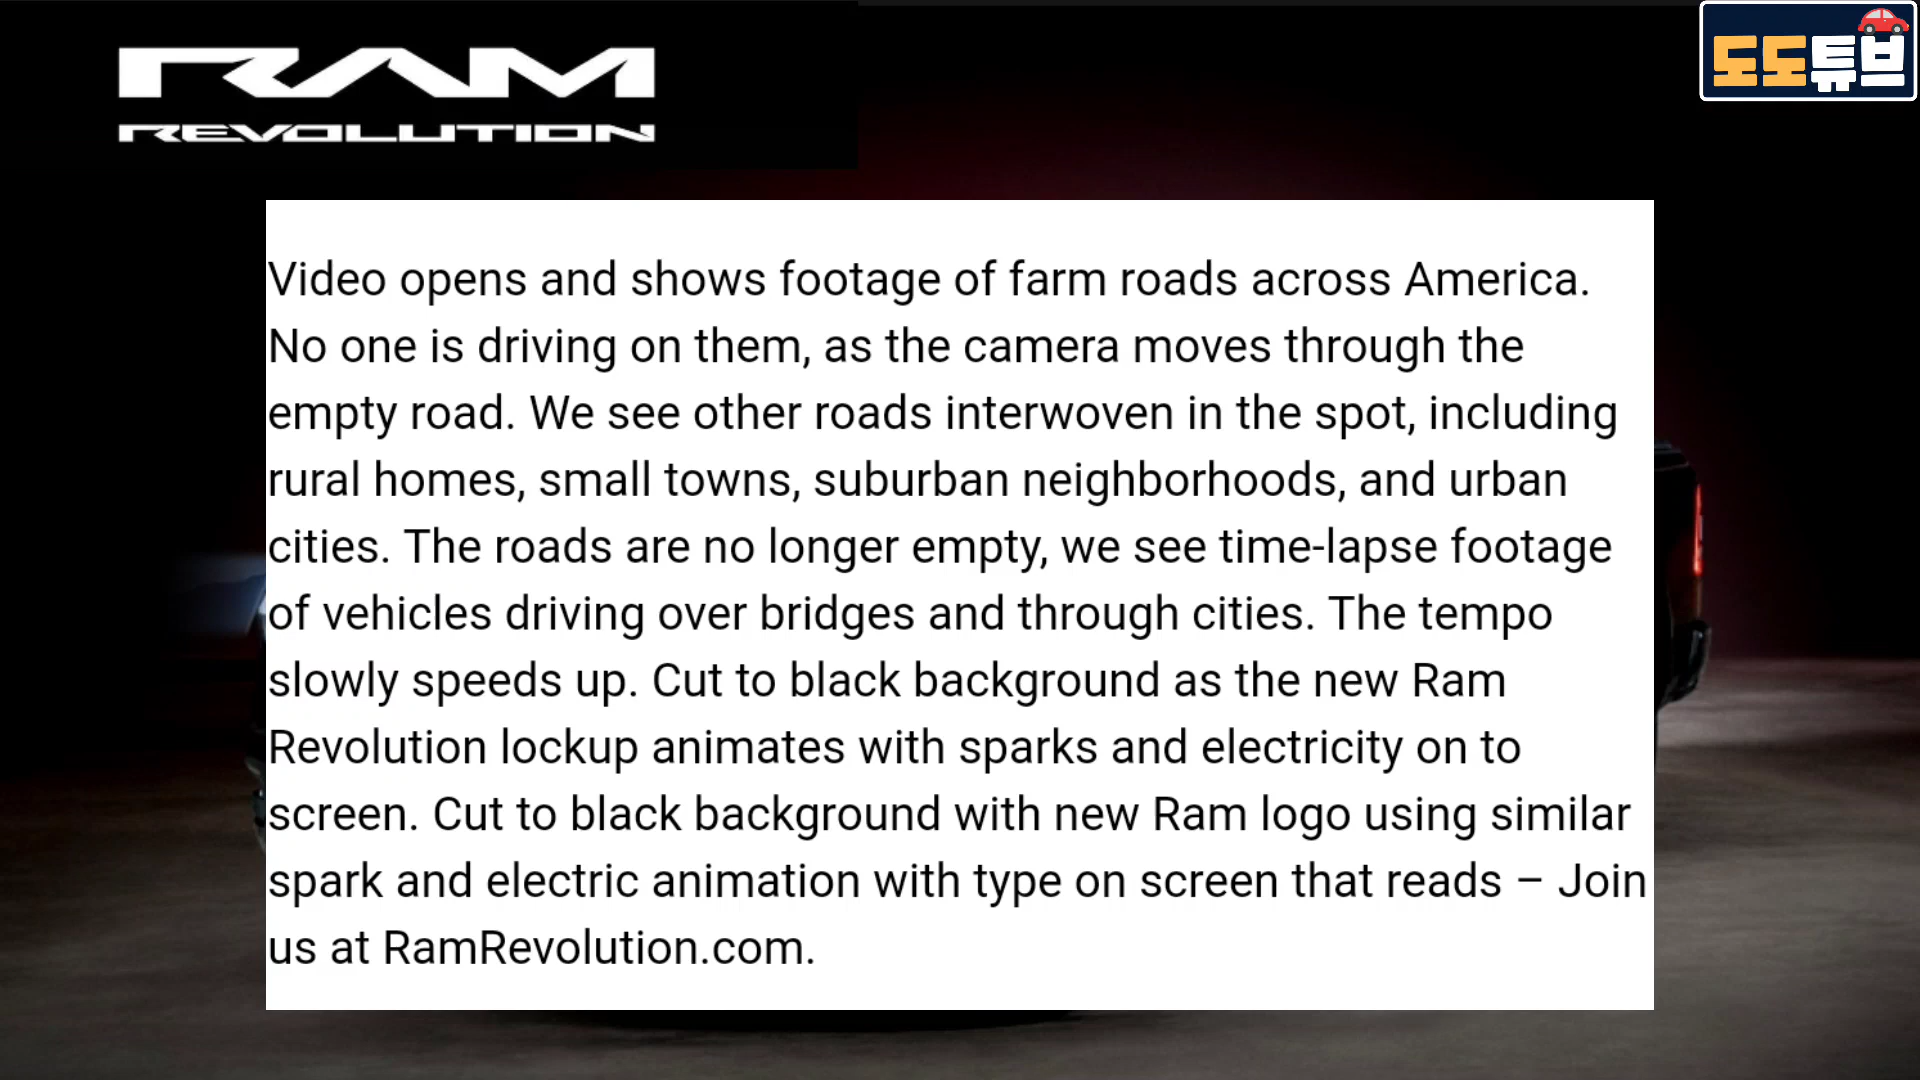 RAM
REVOLUTION
또도튜브
Video opens and shows footage of farm roads across America.
No one is driving on them, as the camera moves through the
empty road. We see other roads interwoven in the spot, including
rural homes, small towns, suburban neighborhoods, and urban
cities. The roads are no longer empty, we see time-lapse footage
of vehicles driving over bridges and through cities. The tempo
slowly speeds up. Cut to black background as the new Ram
Revolution lockup animates with sparks and electricity on to
screen. Cut to black background with new Ram logo using similar
spark and electric animation with type on screen that reads – Join
us at RamRevolution.com.